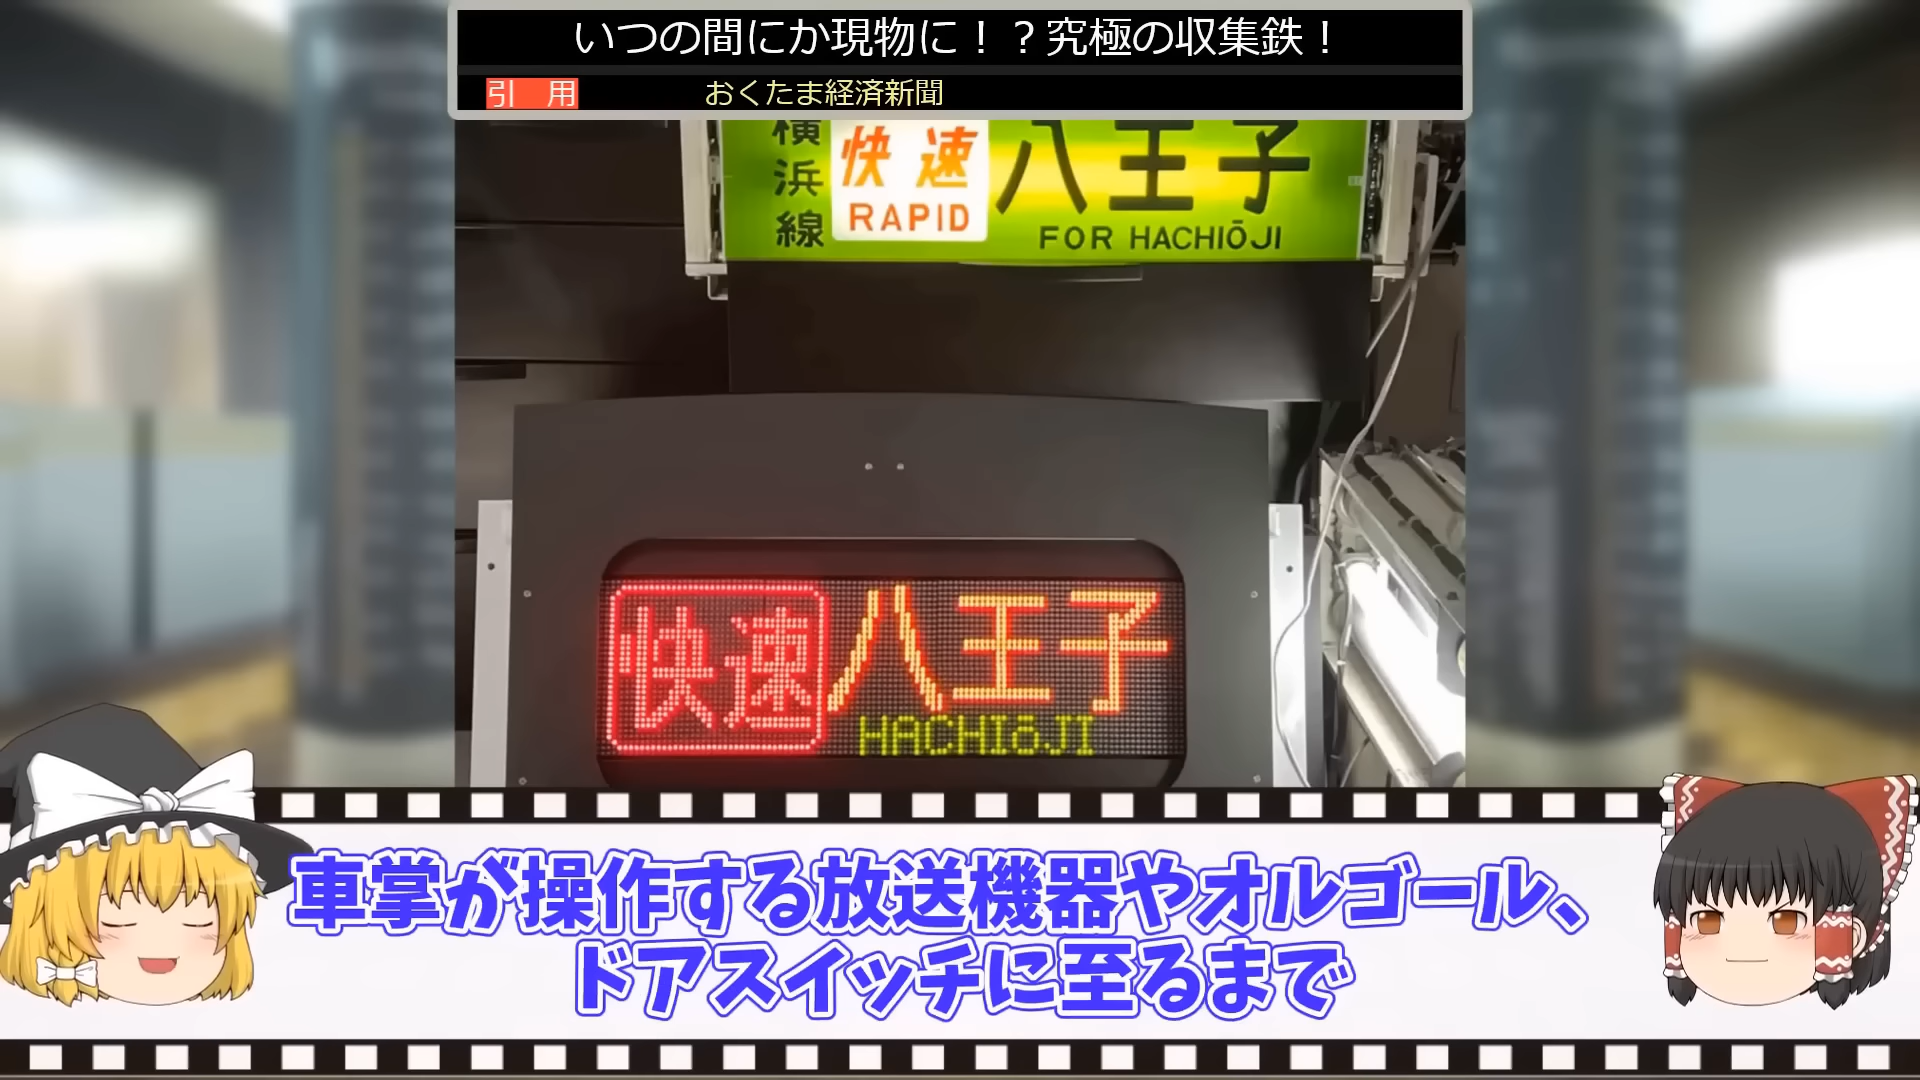 いつの間にか現物に！？究極の収集鉄！
引　用　おくたま経済新聞
横浜線
快速
RAPID
八王子
FOR HACHIŌJI
快速
八王子
HACHIōJI
車掌が操作する放送機器やオルゴール、
ドアスイッチに至るまで